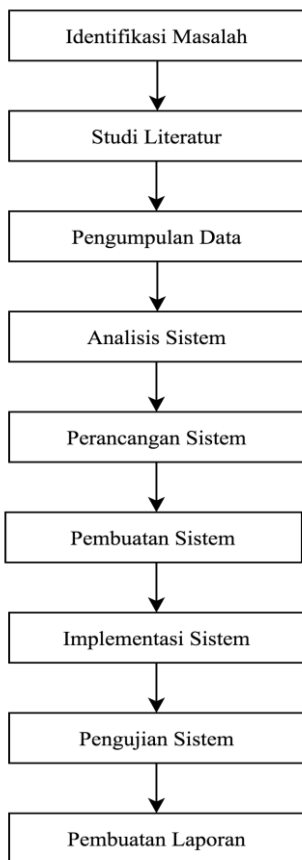 Identifikasi Masalah
Studi Literatur
Pengumpulan Data
Analisis Sistem
Perancangan Sistem
Pembuatan Sistem
Implementasi Sistem
Pengujian Sistem
Pembuatan Laporan